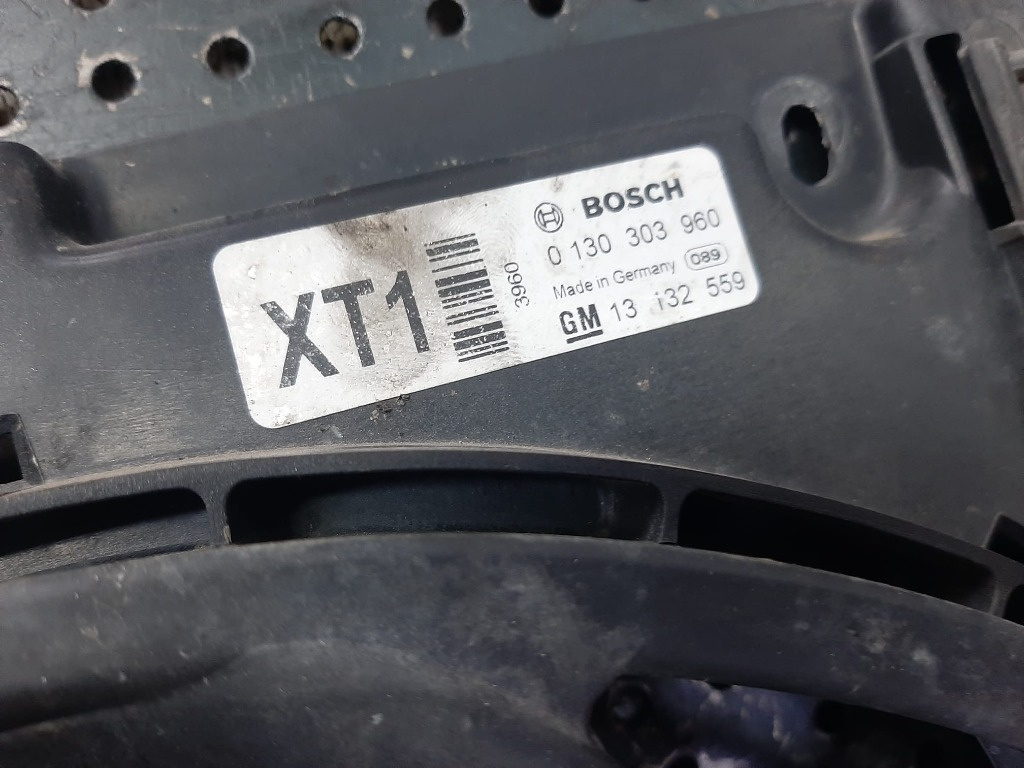 XT1
3960
BOSCH
0 130 303 960
Made in Germany 089
GM 13 132 559